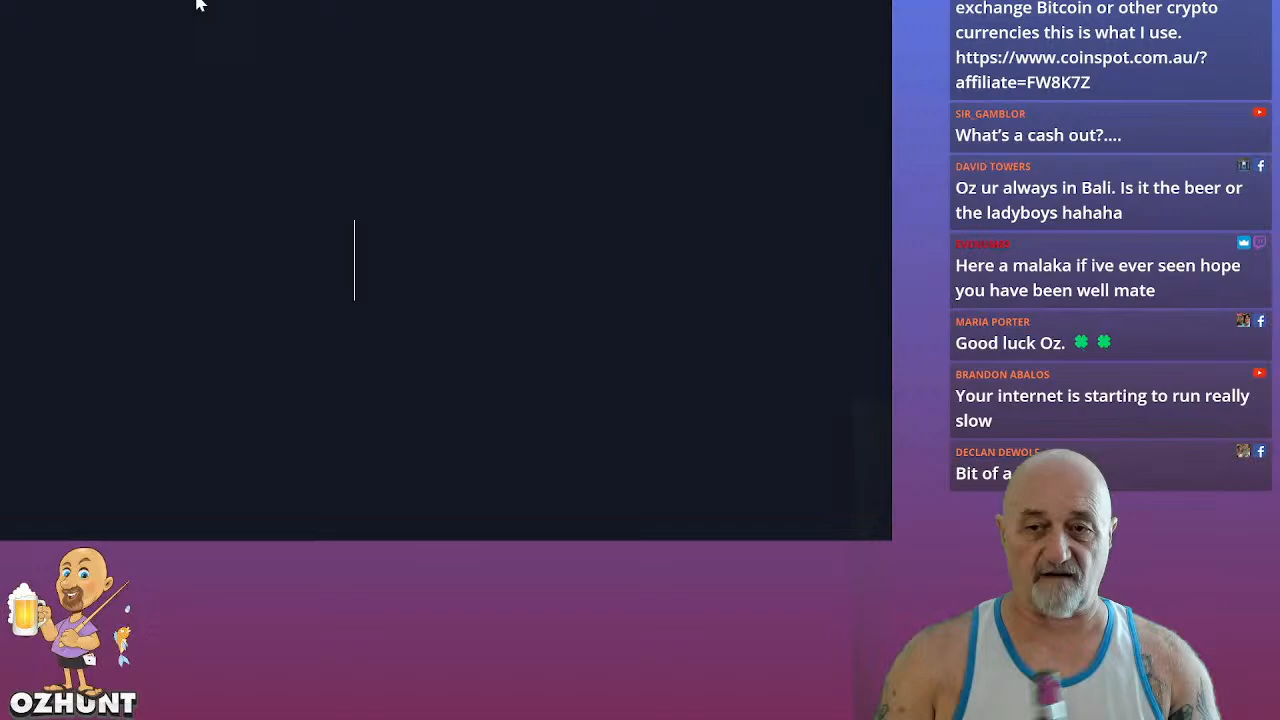 exchange Bitcoin or other crypto
currencies this is what I use.
https://www.coinspot.com.au/?
affiliate=FW8K7Z
SIR_GAMBLOR
What's a cash out?....
DAVID TOWERS
Oz ur always in Bali. Is it the beer or
the ladyboys hahaha
Here a malaka if ive ever seen hope
you have been well mate
MARIA PORTER
Good luck Oz.
BRANDON ABALOS
Your internet is starting to run really
slow
DECLAN DEWOLF
Bit of a
OZHUNT